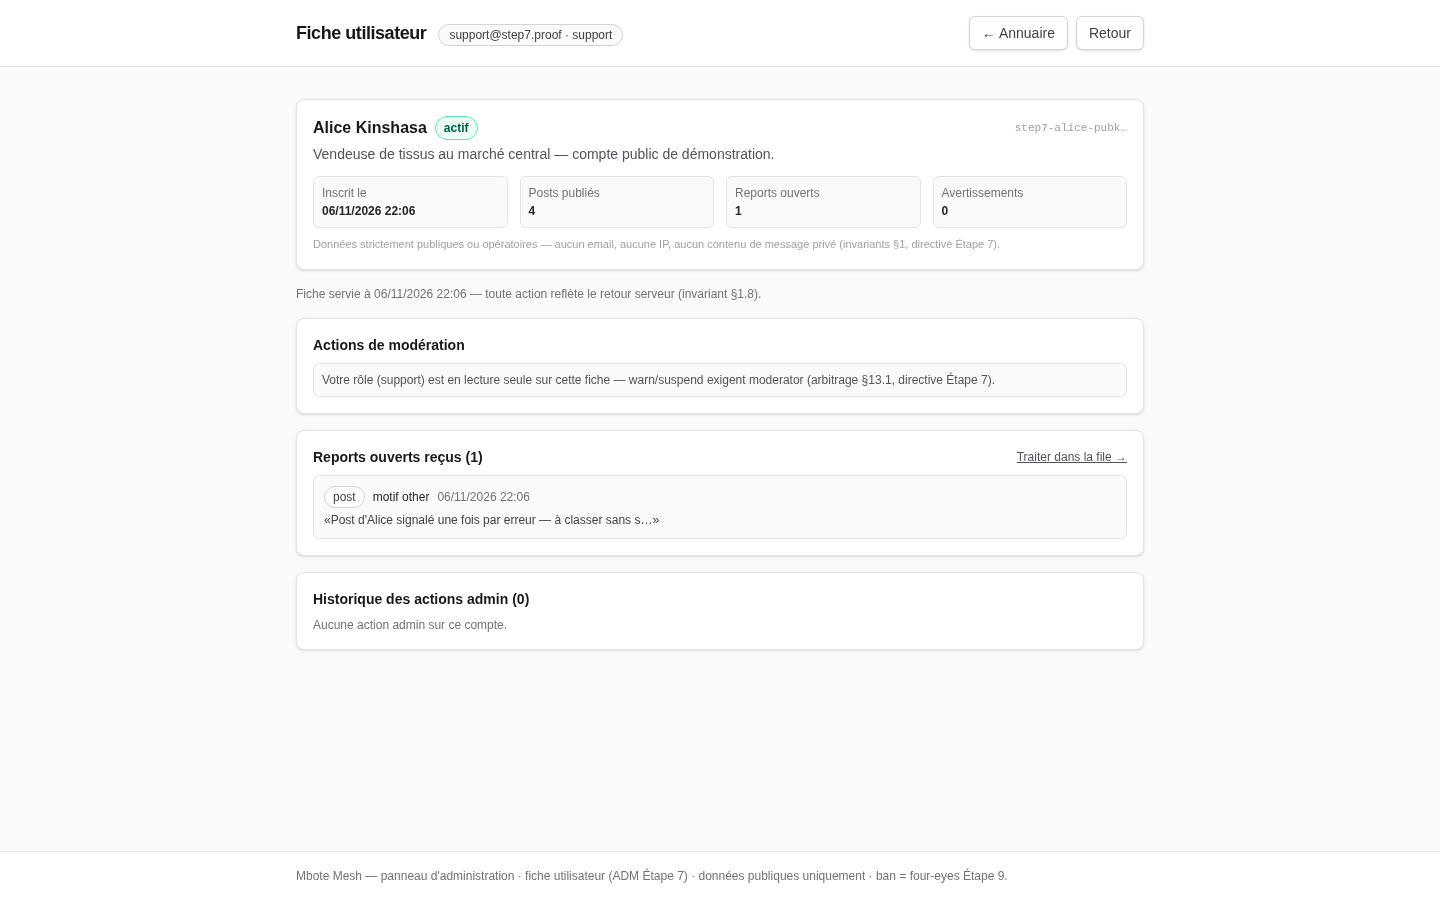 Fiche utilisateur
support@step7.proof · support
← Annuaire
Retour
Alice Kinshasa
actif
step7-alice-pubk…
Vendeuse de tissus au marché central — compte public de démonstration.
Inscrit le
06/11/2026 22:06
Posts publiés
4
Reports ouverts
1
Avertissements
0
Données strictement publiques ou opératoires — aucun email, aucune IP, aucun contenu de message privé (invariants §1, directive Étape 7).
Fiche servie à 06/11/2026 22:06 — toute action reflète le retour serveur (invariant §1.8).
Actions de modération
Votre rôle (support) est en lecture seule sur cette fiche — warn/suspend exigent moderator (arbitrage §13.1, directive Étape 7).
Reports ouverts reçus (1)
Traiter dans la file →
post motif other 06/11/2026 22:06
«Post d'Alice signalé une fois par erreur — à classer sans s…»
Historique des actions admin (0)
Aucune action admin sur ce compte.
Mbote Mesh — panneau d'administration · fiche utilisateur (ADM Étape 7) · données publiques uniquement · ban = four-eyes Étape 9.